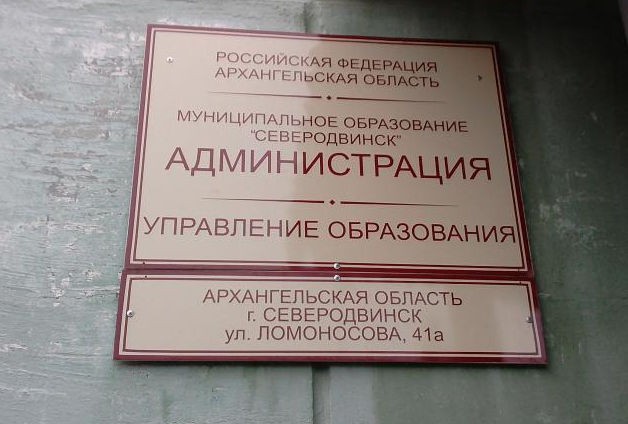 РОССИЙСКАЯ ФЕДЕРАЦИЯ
АРХАНГЕЛЬСКАЯ ОБЛАСТЬ
МУНИЦИПАЛЬНОЕ ОБРАЗОВАНИЕ
"СЕВЕРОДВИНСК"
АДМИНИСТРАЦИЯ
УПРАВЛЕНИЕ ОБРАЗОВАНИЯ
АРХАНГЕЛЬСКАЯ ОБЛАСТЬ
г. СЕВЕРОДВИНСК
ул. ЛОМОНОСОВА, 41а